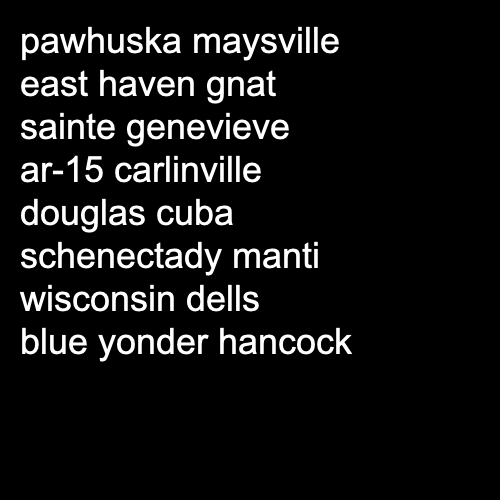 pawhuska maysville
east haven gnat
sainte genevieve
ar-15 carlinville
douglas cuba
schenectady manti
wisconsin dells
blue yonder hancock